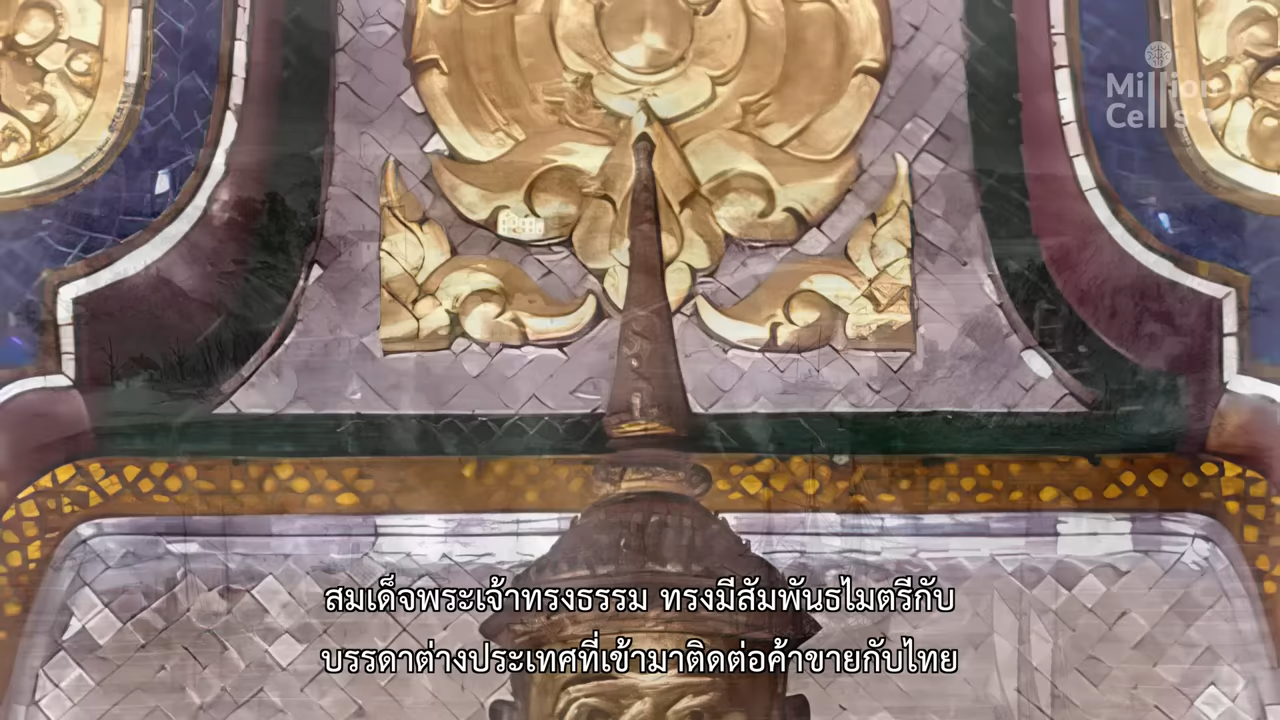 Million
Cells
สมเด็จพระเจ้าทรงธรรม ทรงมีสัมพันธไมตรีกับ
บรรดาต่างประเทศที่เข้ามาติดต่อค้าขายกับไทย